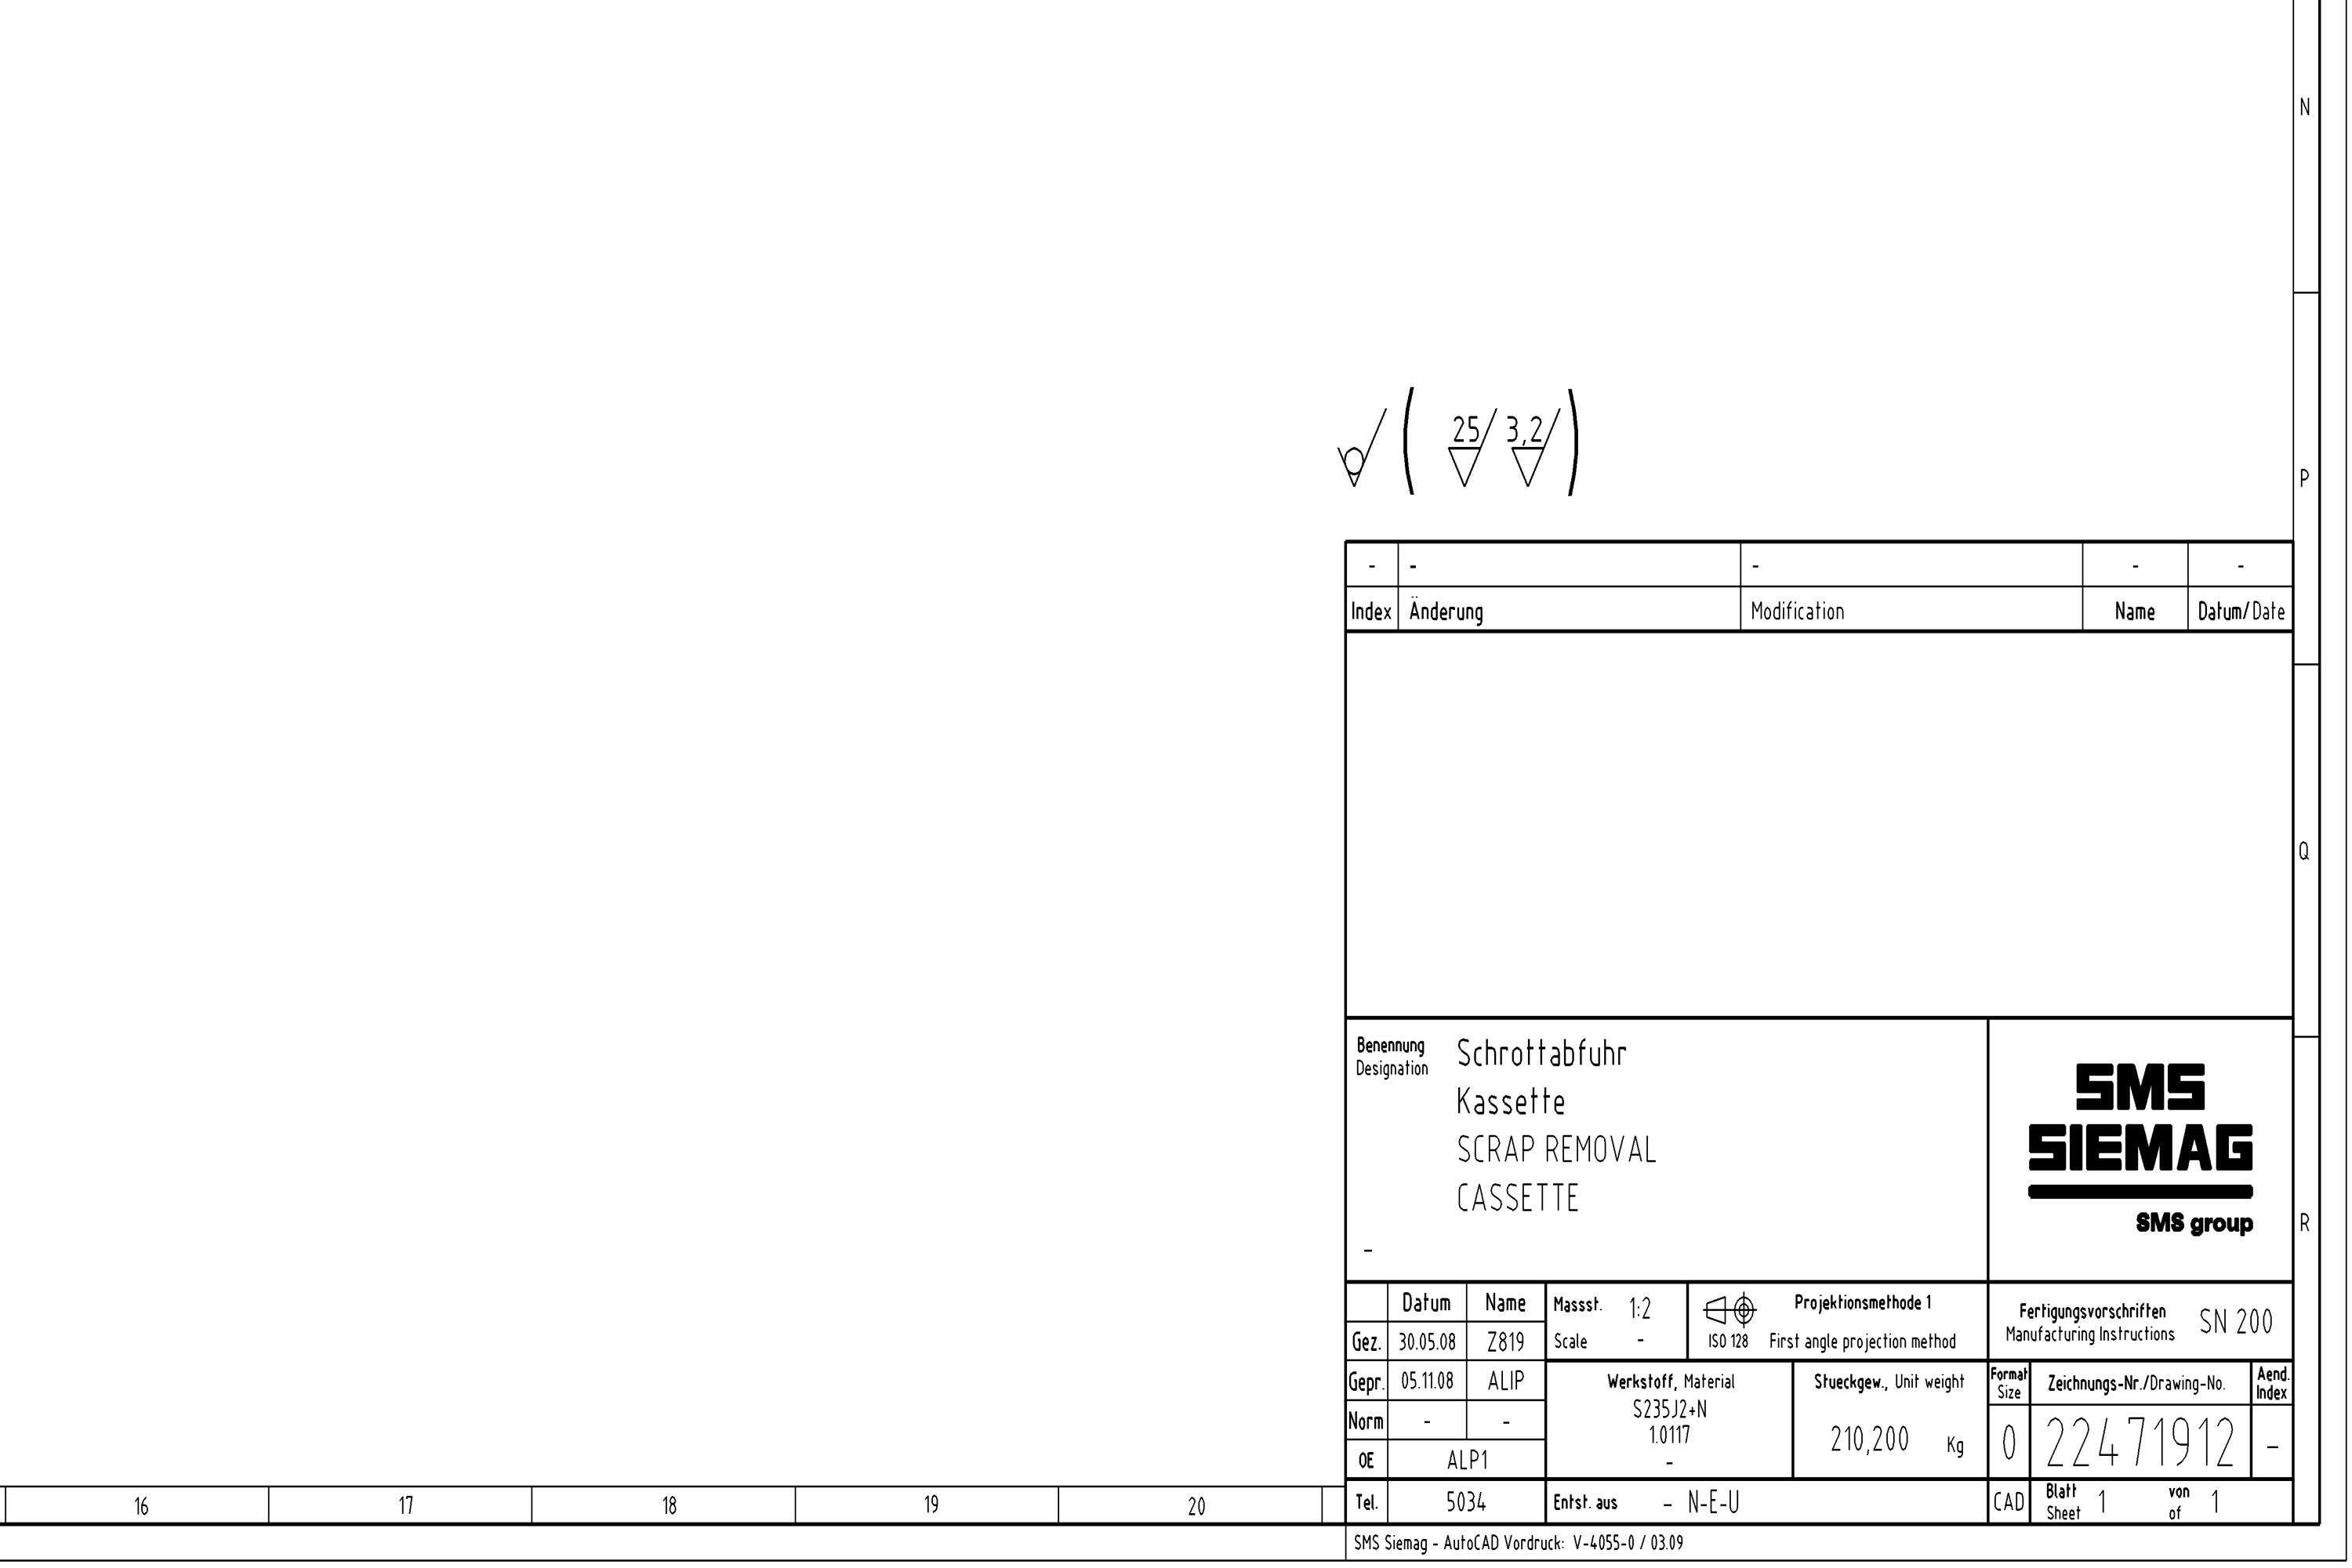 N
25 3,2
P
- - - - -
Index Änderung Modification Name Datum/Date
Q
Benennung Schrottabfuhr
Designation
Kassette
SCRAP REMOVAL
CASSETTE
-
SMS
SIEMAG
SMS group
R
Datum Name
Gez. 30.05.08 Z819
Gepr. 05.11.08 ALIP
Norm - -
OE ALP1
Tel. 5034
Massst. 1:2
Scale -
Projektionsmethode 1
ISO 128 First angle projection method
Fertigungsvorschriften SN 200
Manufacturing Instructions
Werkstoff, Material
S235J2+N
1.0117
-
Stueckgew., Unit weight
210,200 Kg
Format
Size
0
Zeichnungs-Nr./Drawing-No.
22471912
Aend.
Index
-
Entst. aus - N-E-U
CAD
Blatt 1 von 1
Sheet of
16 17 18 19 20
SMS Siemag - AutoCAD Vordruck: V-4055-0 / 03.09